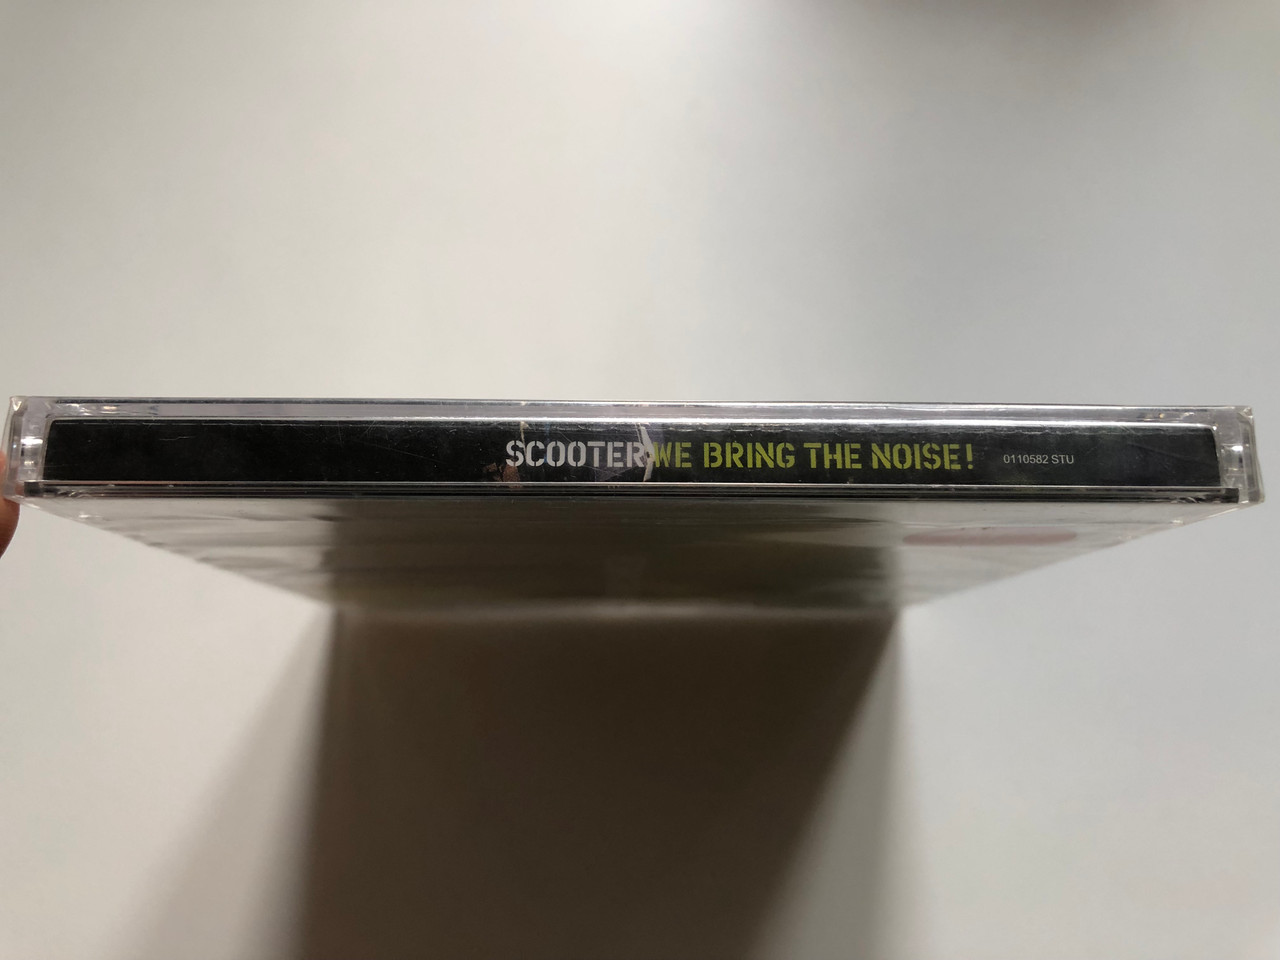 SCOOTER WE BRING THE NOISE! 0110582 STU